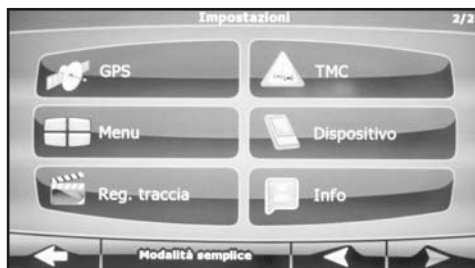 Impostazioni 2/2
GPS TMC
Menu Dispositivo
Reg. traccia Info
Modalità semplice